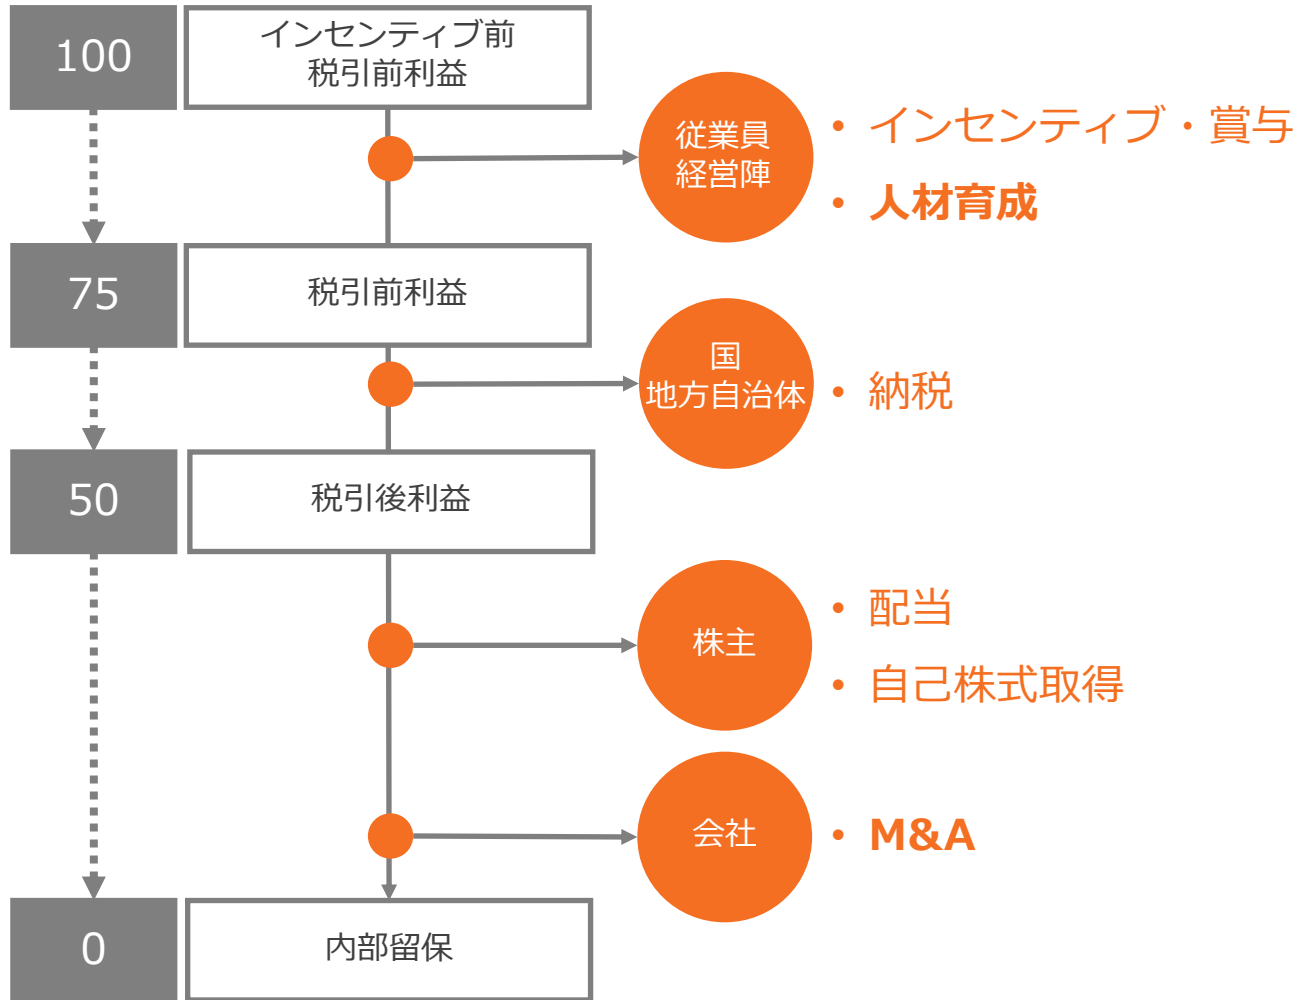 100
インセンティブ前
税引前利益
従業員
経営陣
• インセンティブ・賞与
• 人材育成
75
税引前利益
国
地方自治体
• 納税
50
税引後利益
株主
• 配当
• 自己株式取得
会社
• M&A
0
内部留保